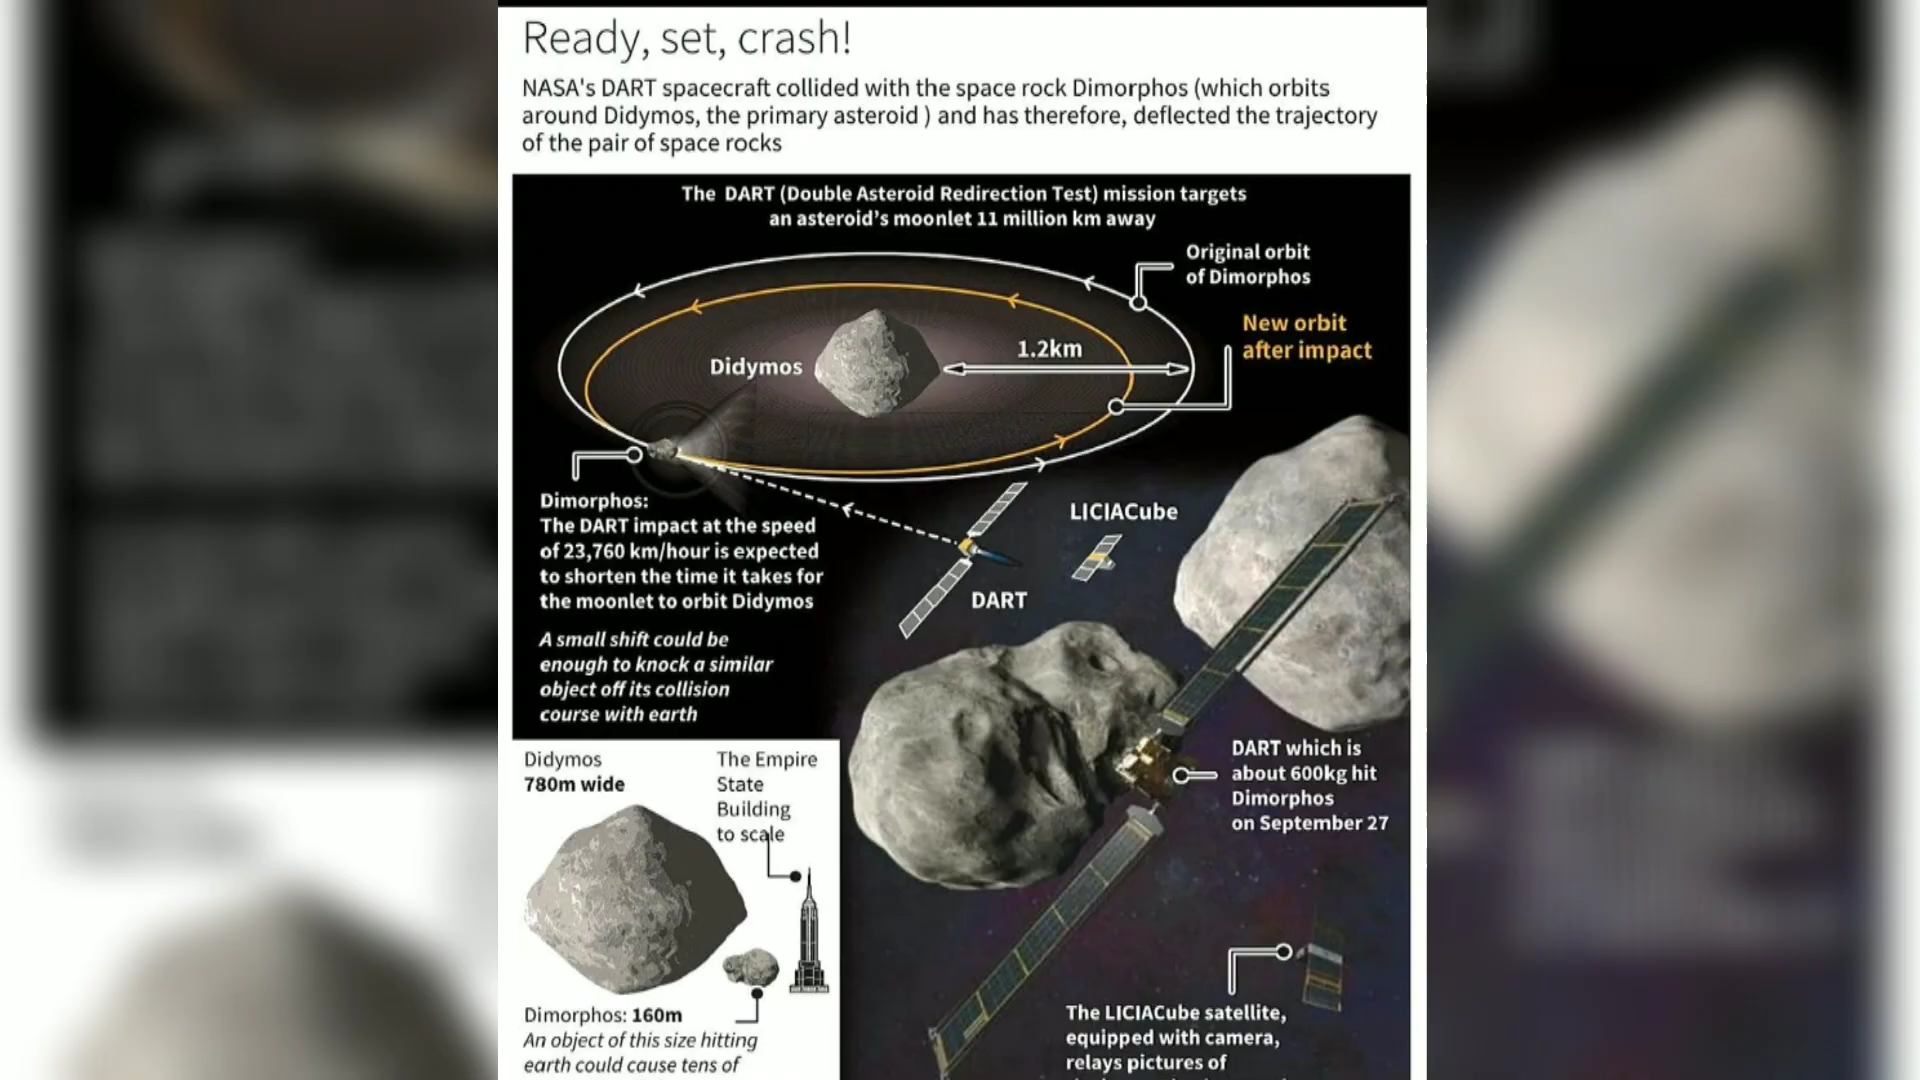 Ready, set, crash!
NASA's DART spacecraft collided with the space rock Dimorphos (which orbits
around Didymos, the primary asteroid ) and has therefore, deflected the trajectory
of the pair of space rocks
The DART (Double Asteroid Redirection Test) mission targets
an asteroid's moonlet 11 million km away
Original orbit
of Dimorphos
New orbit
after impact
1.2km
Didymos
Dimorphos:
The DART impact at the speed
of 23,760 km/hour is expected
to shorten the time it takes for
the moonlet to orbit Didymos
A small shift could be
enough to knock a similar
object off its collision
course with earth
LICIACube
DART
DART which is
about 600kg hit
Dimorphos
on September 27
Didymos
780m wide
The Empire
State
Building
to scale
Dimorphos: 160m
An object of this size hitting
earth could cause tens of
The LICIACube satellite,
equipped with camera,
relays pictures of